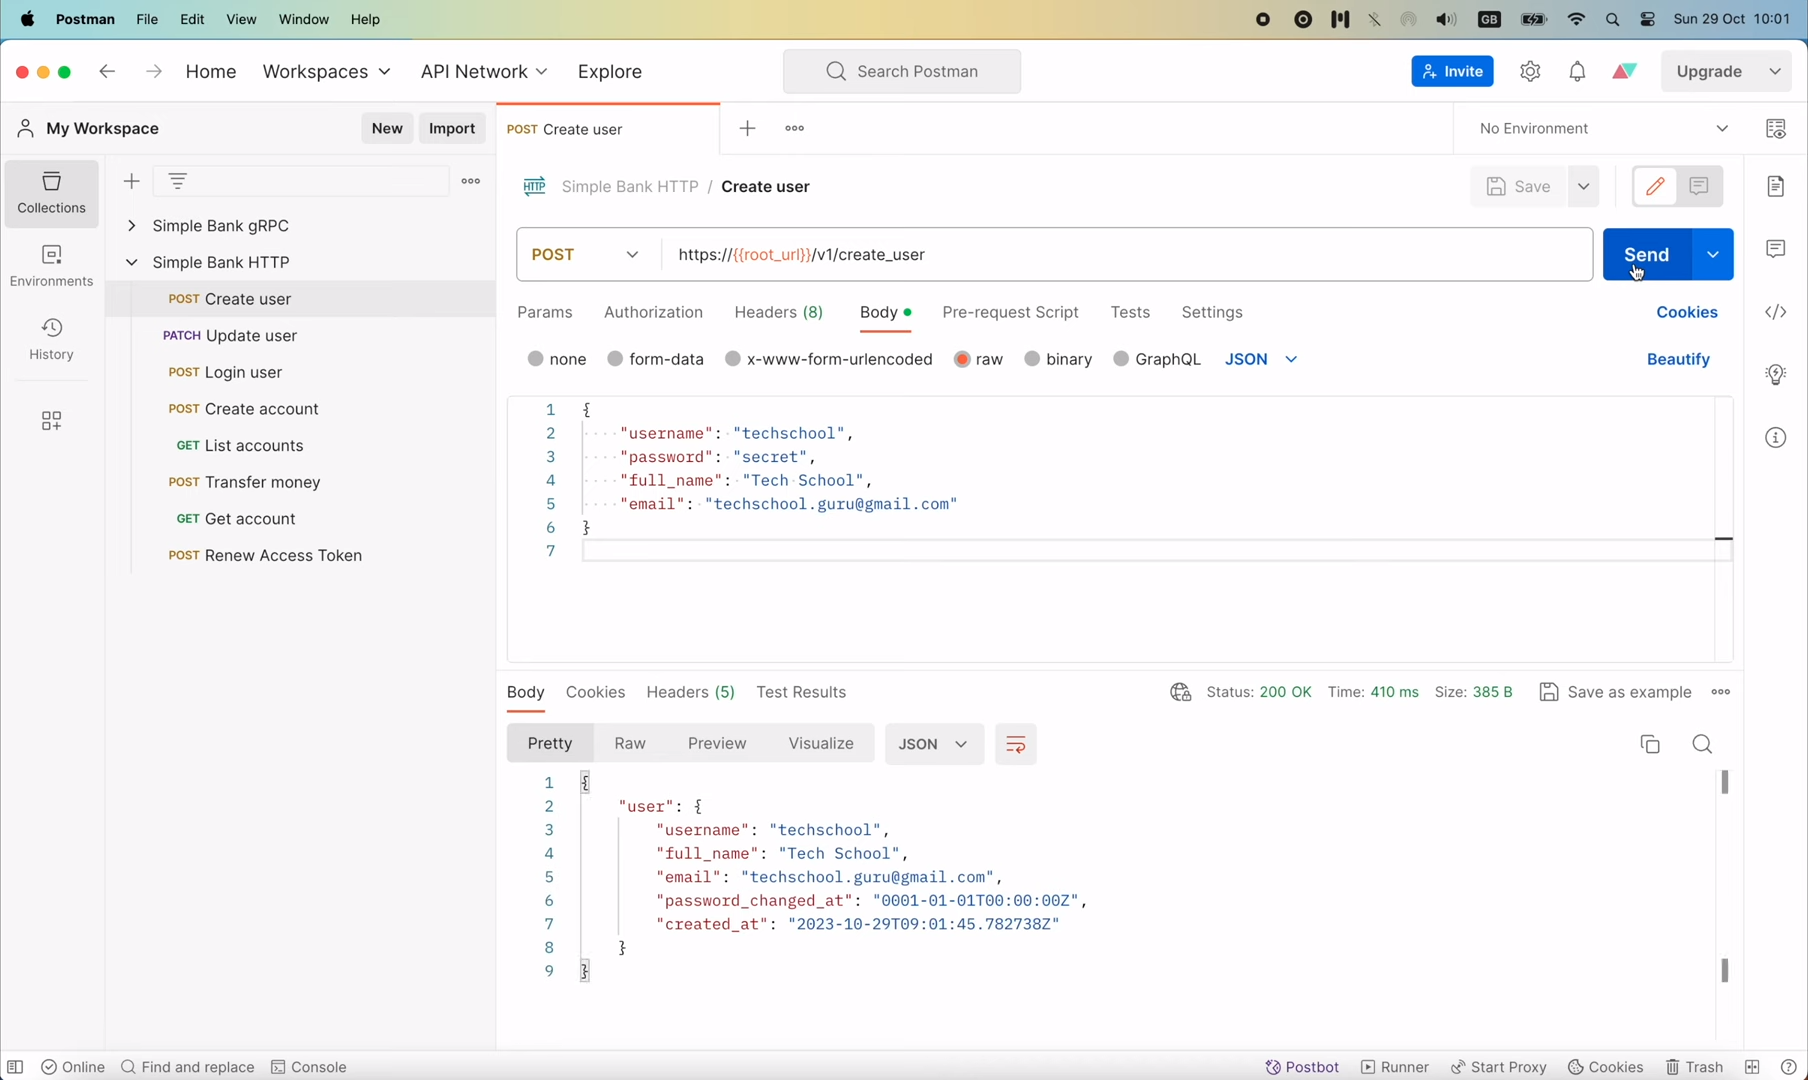 Postman File Edit View Window Help GB Sun 29 Oct 10:01
Home Workspaces API Network Explore Search Postman Invite Upgrade
My Workspace New Import POST Create user No Environment
Collections
Environments
History
Simple Bank gRPC
Simple Bank HTTP
POST Create user
PATCH Update user
POST Login user
POST Create account
GET List accounts
POST Transfer money
GET Get account
POST Renew Access Token
HTTP Simple Bank HTTP / Create user Save
POST https://{{root_url}}/v1/create_user Send
Params Authorization Headers (8) Body Pre-request Script Tests Settings Cookies
none form-data x-www-form-urlencoded raw binary GraphQL JSON Beautify
1 {
2 "username": "techschool",
3 "password": "secret",
4 "full_name": "Tech School",
5 "email": "techschool.guru@gmail.com"
6 }
7
Body Cookies Headers (5) Test Results Status: 200 OK Time: 410 ms Size: 385 B Save as example
Pretty Raw Preview Visualize JSON
1 {
2 "user": {
3 "username": "techschool",
4 "full_name": "Tech School",
5 "email": "techschool.guru@gmail.com",
6 "password_changed_at": "0001-01-01T00:00:00Z",
7 "created_at": "2023-10-29T09:01:45.782738Z"
8 }
9 }
Online Find and replace Console Postbot Runner Start Proxy Cookies Trash